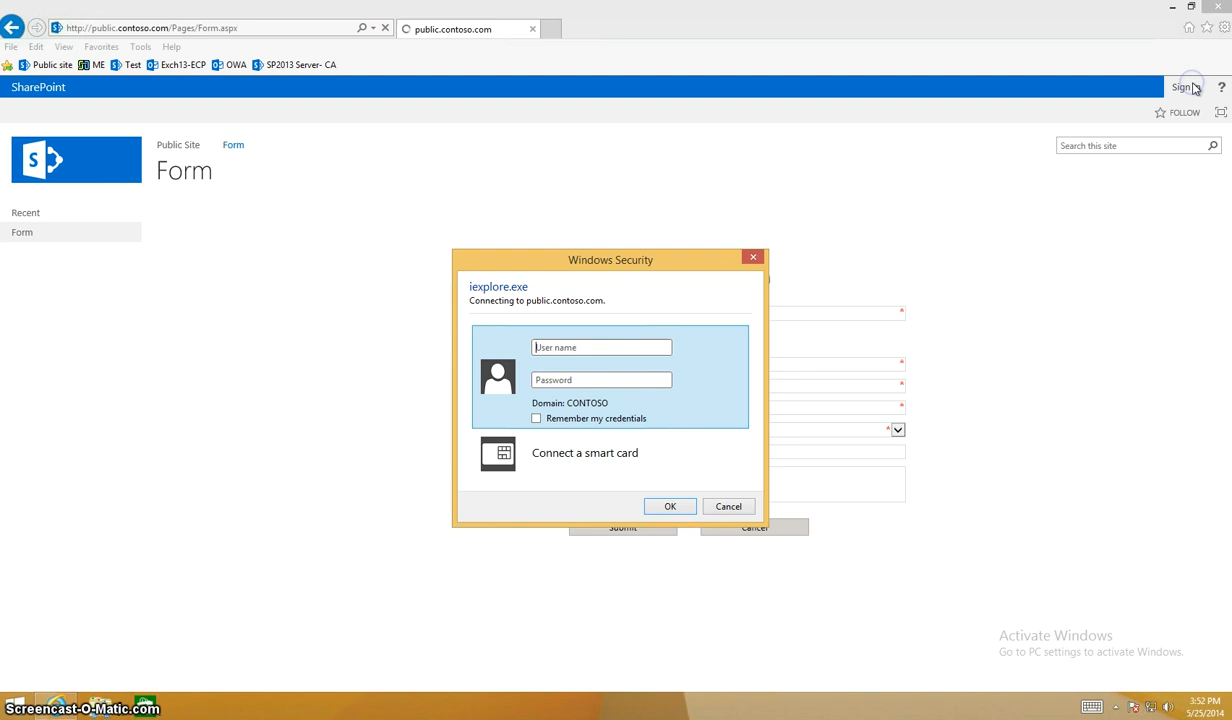 http://public.contoso.com/Pages/Form.aspx
public.contoso.com
File Edit View Favorites Tools Help
Public site ME Test Exch13-ECP OWA SP2013 Server- CA
SharePoint
Sign
?
FOLLOW
Public Site Form
Search this site
Form
Recent
Form
Windows Security
iexplore.exe
Connecting to public.contoso.com.
User name
Password
Domain: CONTOSO
Remember my credentials
Connect a smart card
OK Cancel
Submit Cancel
Activate Windows
Go to PC settings to activate Windows.
Screencast-O-Matic.com
3:52 PM
5/25/2014